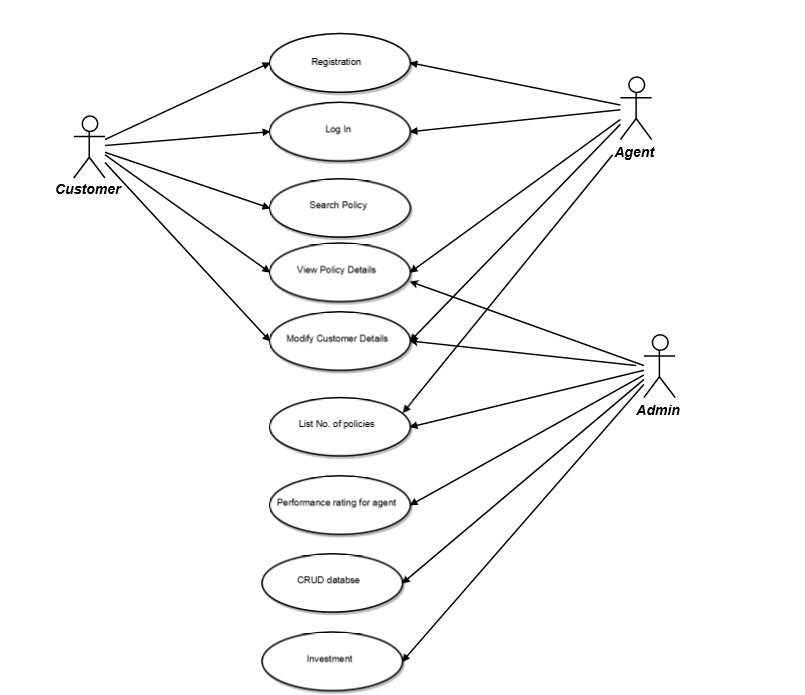 Registration
Log In
Search Policy
View Policy Details
Modify Customer Details
List No. of policies
Performance rating for agent
CRUD databse
Investment
Customer
Agent
Admin